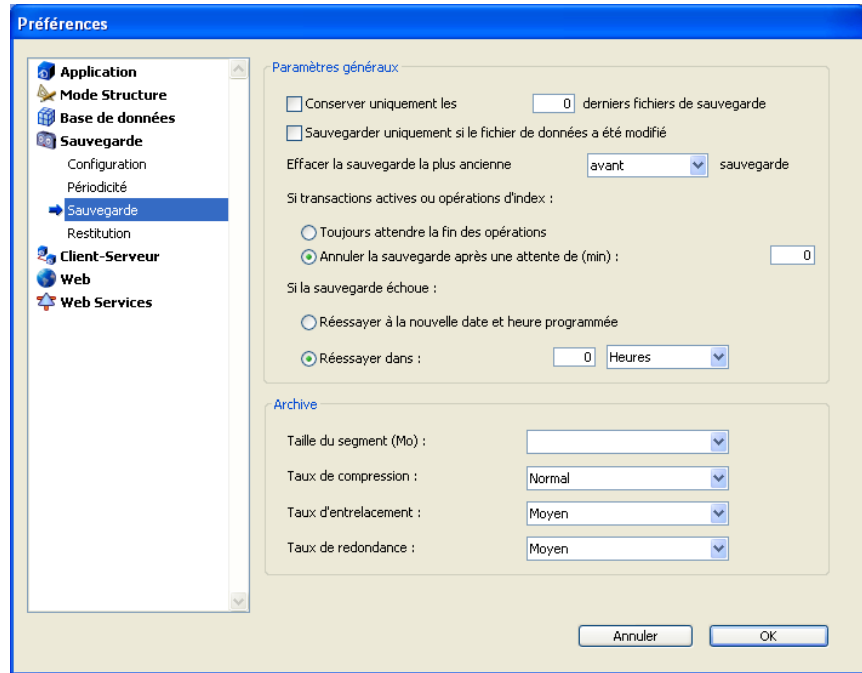 Préférences
Application
Mode Structure
Base de données
Sauvegarde
Configuration
Périodicité
Sauvegarde
Restitution
Client-Serveur
Web
Web Services
Paramètres généraux
Conserver uniquement les 0 derniers fichiers de sauvegarde
Sauvegarder uniquement si le fichier de données a été modifié
Effacer la sauvegarde la plus ancienne avant sauvegarde
Si transactions actives ou opérations d'index :
Toujours attendre la fin des opérations
Annuler la sauvegarde après une attente de (min) : 0
Si la sauvegarde échoue :
Réessayer à la nouvelle date et heure programmée
Réessayer dans : 0 Heures
Archive
Taille du segment (Mo) :
Taux de compression : Normal
Taux d'entrelacement : Moyen
Taux de redondance : Moyen
Annuler OK